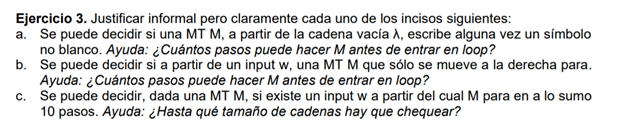 Ejercicio 3. Justificar informal pero claramente cada uno de los incisos siguientes:
a. Se puede decidir si una MT M, a partir de la cadena vacía λ, escribe alguna vez un símbolo
no blanco. Ayuda: ¿Cuántos pasos puede hacer M antes de entrar en loop?
b. Se puede decidir si a partir de un input w, una MT M que sólo se mueve a la derecha para.
Ayuda: ¿Cuántos pasos puede hacer M antes de entrar en loop?
c. Se puede decidir, dada una MT M, si existe un input w a partir del cual M para en a lo sumo
10 pasos. Ayuda: ¿Hasta qué tamaño de cadenas hay que chequear?